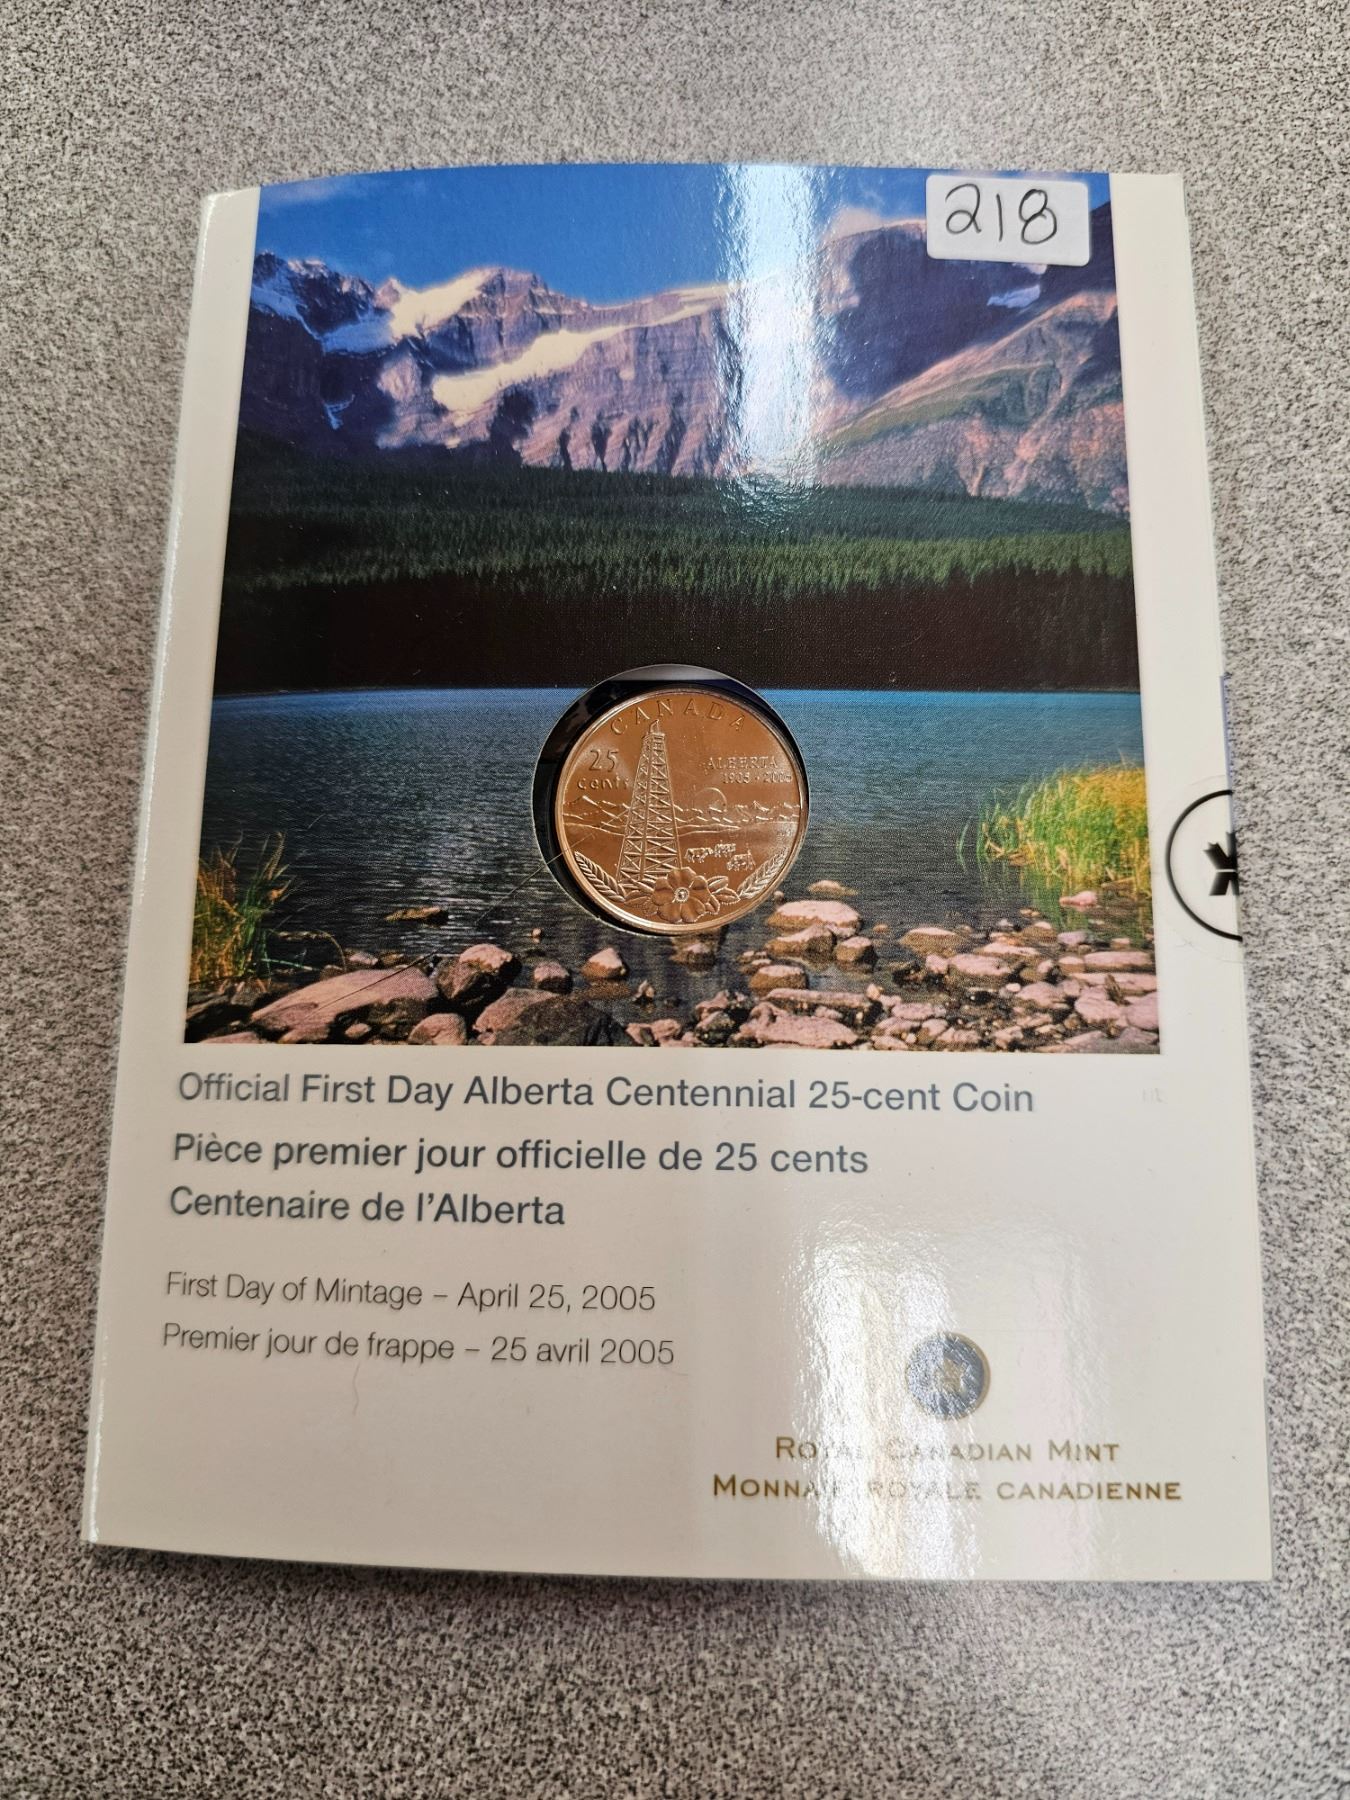 218
CANADA
25
cents
ALBERTA
1905 • 2005
Official First Day Alberta Centennial 25-cent Coin
Pièce premier jour officielle de 25 cents
Centenaire de l'Alberta
First Day of Mintage – April 25, 2005
Premier jour de frappe – 25 avril 2005
ROYAL CANADIAN MINT
MONNAIE ROYALE CANADIENNE